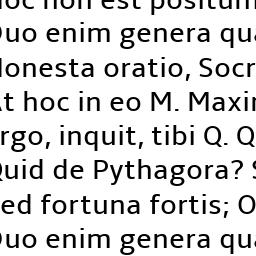 hoc non est positum
Duo enim genera qua
Honesta oratio, Socr
At hoc in eo M. Maxim
Ergo, inquit, tibi Q. Q
Quid de Pythagora? S
Sed fortuna fortis; O
Duo enim genera qua